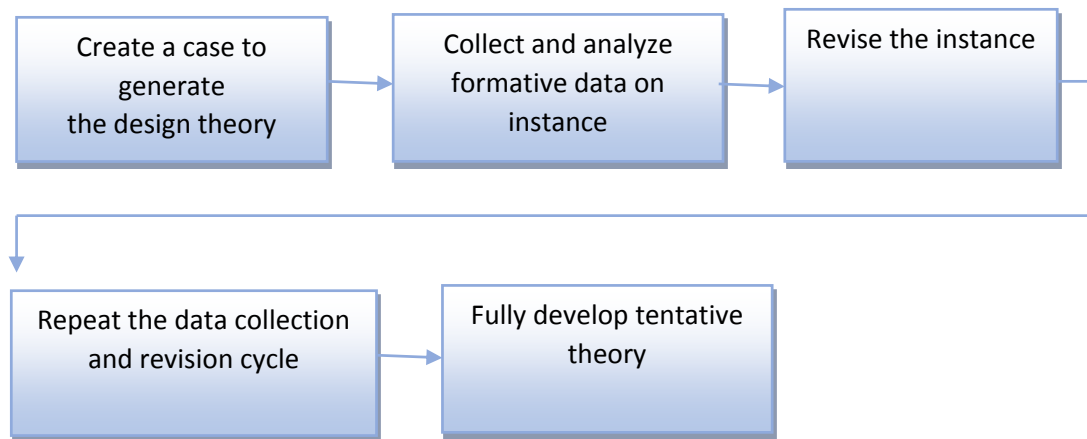 Create a case to
generate
the design theory
Collect and analyze
formative data on
instance
Revise the instance
Repeat the data collection
and revision cycle
Fully develop tentative
theory